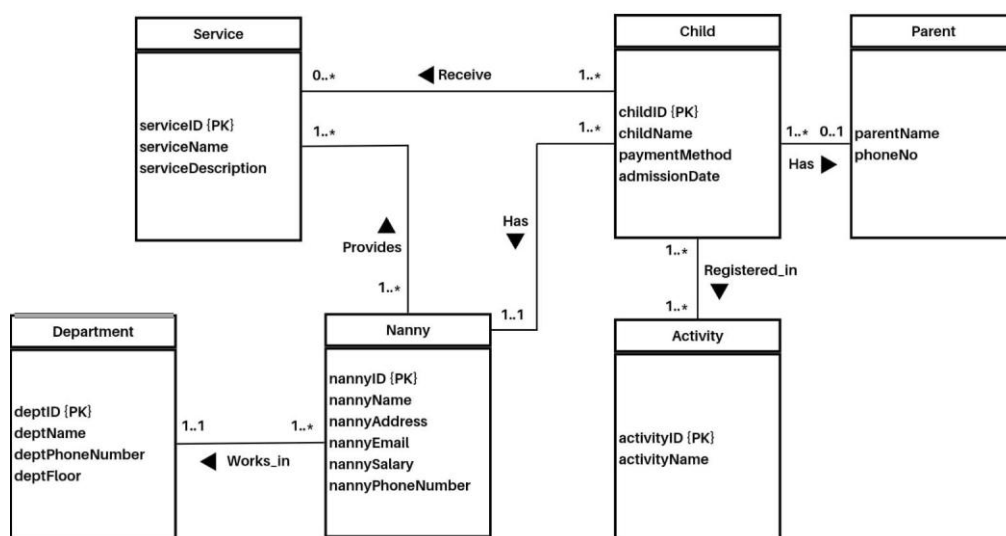 Service
Child
Parent
0..*
Receive
1..*
serviceID {PK}
serviceName
serviceDescription
1..*
childID {PK}
childName
paymentMethod
admissionDate
1..*
1..*
0..1
Has
parentName
phoneNo
Has
Provides
1..*
1..*
Registered_in
1..*
1..1
Department
Nanny
Activity
deptID {PK}
deptName
deptPhoneNumber
deptFloor
1..1
1..*
Works_in
nannyID {PK}
nannyName
nannyAddress
nannyEmail
nannySalary
nannyPhoneNumber
activityID {PK}
activityName